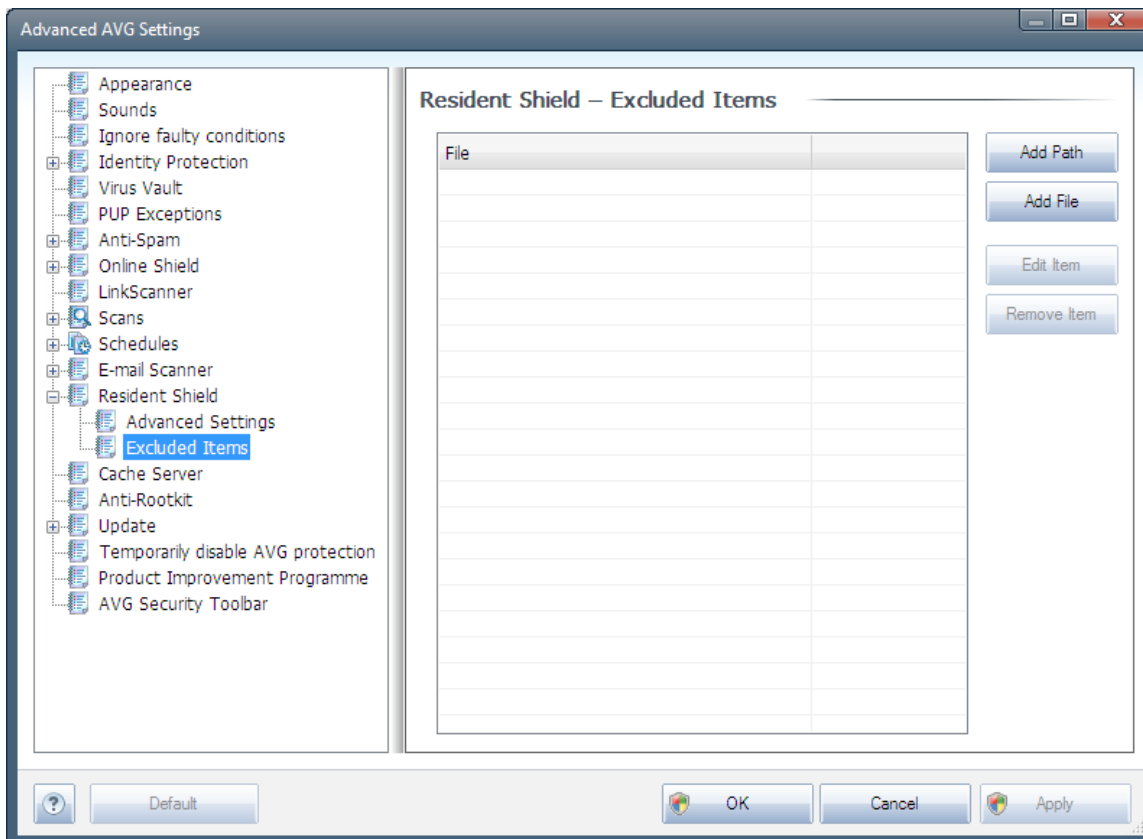 Advanced AVG Settings
Appearance
Sounds
Ignore faulty conditions
Identity Protection
Virus Vault
PUP Exceptions
Anti-Spam
Online Shield
LinkScanner
Scans
Schedules
E-mail Scanner
Resident Shield
Advanced Settings
Excluded Items
Cache Server
Anti-Rootkit
Update
Temporarily disable AVG protection
Product Improvement Programme
AVG Security Toolbar
Resident Shield – Excluded Items
File
Add Path
Add File
Edit Item
Remove Item
? Default OK Cancel Apply